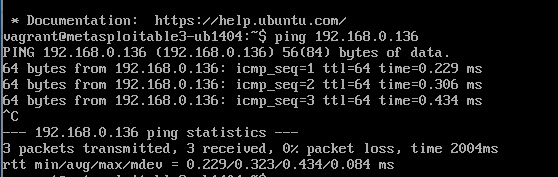 * Documentation:  https://help.ubuntu.com/
vagrant@metasploitable3-ub1404:~$ ping 192.168.0.136
PING 192.168.0.136 (192.168.0.136) 56(84) bytes of data.
64 bytes from 192.168.0.136: icmp_seq=1 ttl=64 time=0.229 ms
64 bytes from 192.168.0.136: icmp_seq=2 ttl=64 time=0.306 ms
64 bytes from 192.168.0.136: icmp_seq=3 ttl=64 time=0.434 ms
^C
--- 192.168.0.136 ping statistics ---
3 packets transmitted, 3 received, 0% packet loss, time 2004ms
rtt min/avg/max/mdev = 0.229/0.323/0.434/0.084 ms